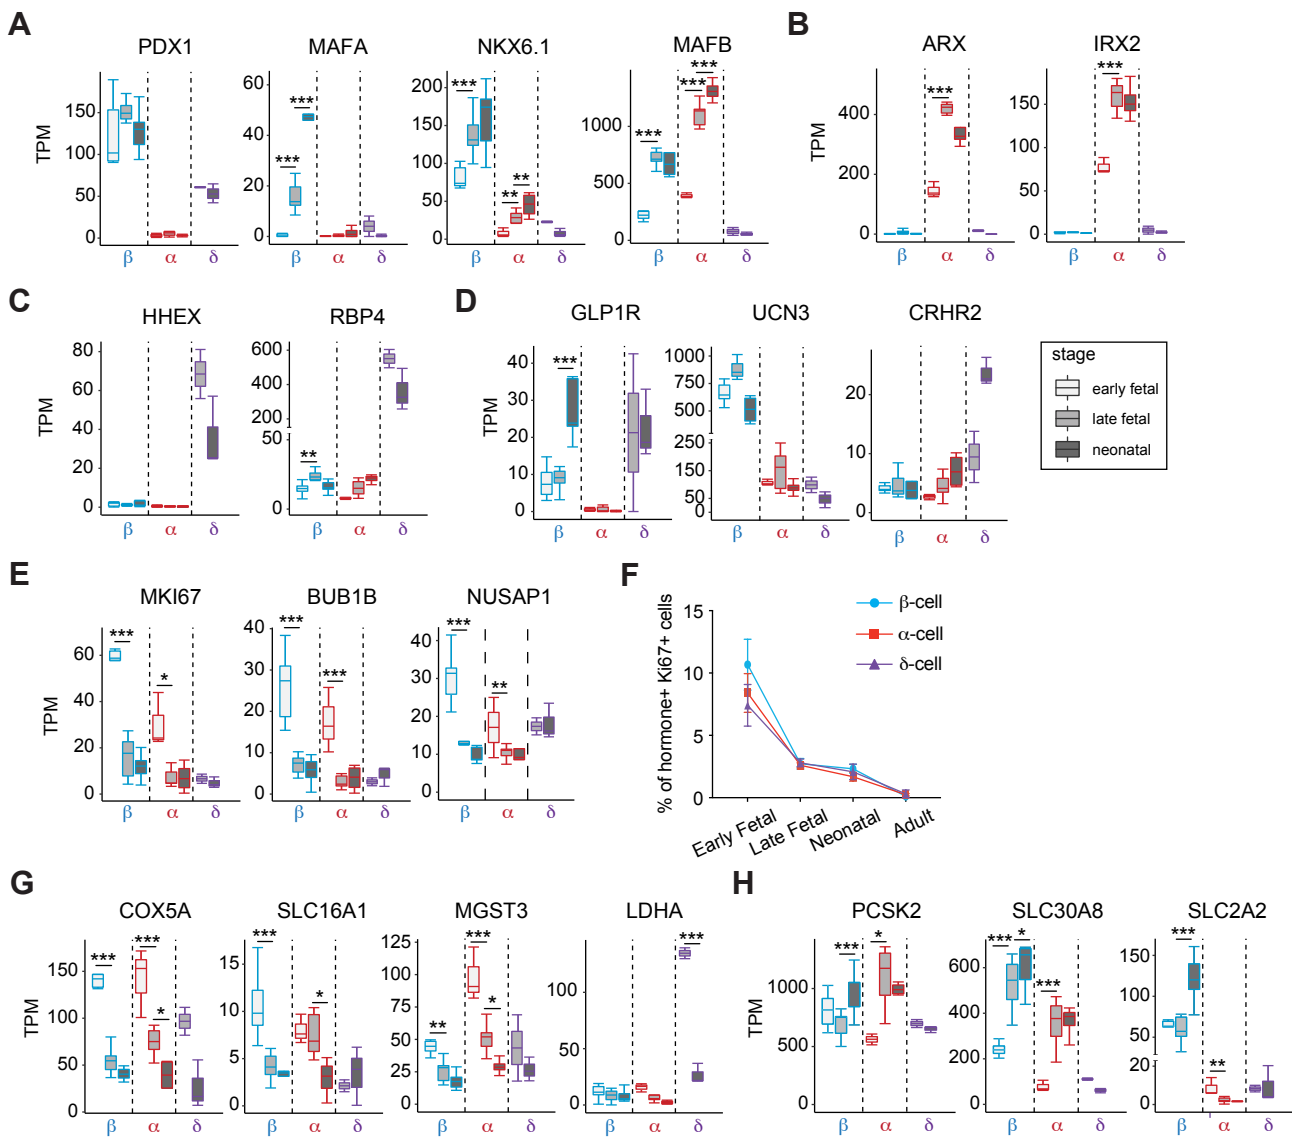 A
B
PDX1 MAFA NKX6.1 MAFB ARX IRX2
TPM
150
100
50
0
β α δ
60
40
20
0
*** ***
β α δ
200
150
100
50
0
*** ** **
β α δ
1000
500
0
*** *** ***
β α δ
TPM
400
200
0
***
β α δ
150
100
50
0
***
β α δ
C
D
HHEX RBP4 GLP1R UCN3 CRHR2
TPM
80
60
40
20
0
β α δ
600
400
200
50
0
**
β α δ
TPM
40
30
20
10
0
***
β α δ
1000
750
500
250
150
50
0
β α δ
20
10
0
β α δ
stage
early fetal
late fetal
neonatal
E
F
MKI67 BUB1B NUSAP1
TPM
60
40
20
0
*** *
β α δ
40
30
20
10
0
*** ***
β α δ
40
30
20
10
0
*** **
β α δ
% of hormone+ Ki67+ cells
15
10
5
0
β-cell
α-cell
δ-cell
Early Fetal Late Fetal Neonatal Adult
G
H
COX5A SLC16A1 MGST3 LDHA PCSK2 SLC30A8 SLC2A2
TPM
150
100
50
0
*** *** *
β α δ
15
10
5
0
*** *
β α δ
125
100
75
50
25
0
** *** *
β α δ
100
50
0
***
β α δ
TPM
1000
500
0
*** *
β α δ
600
400
200
0
*** * ***
β α δ
150
100
50
20
0
*** **
β α δ